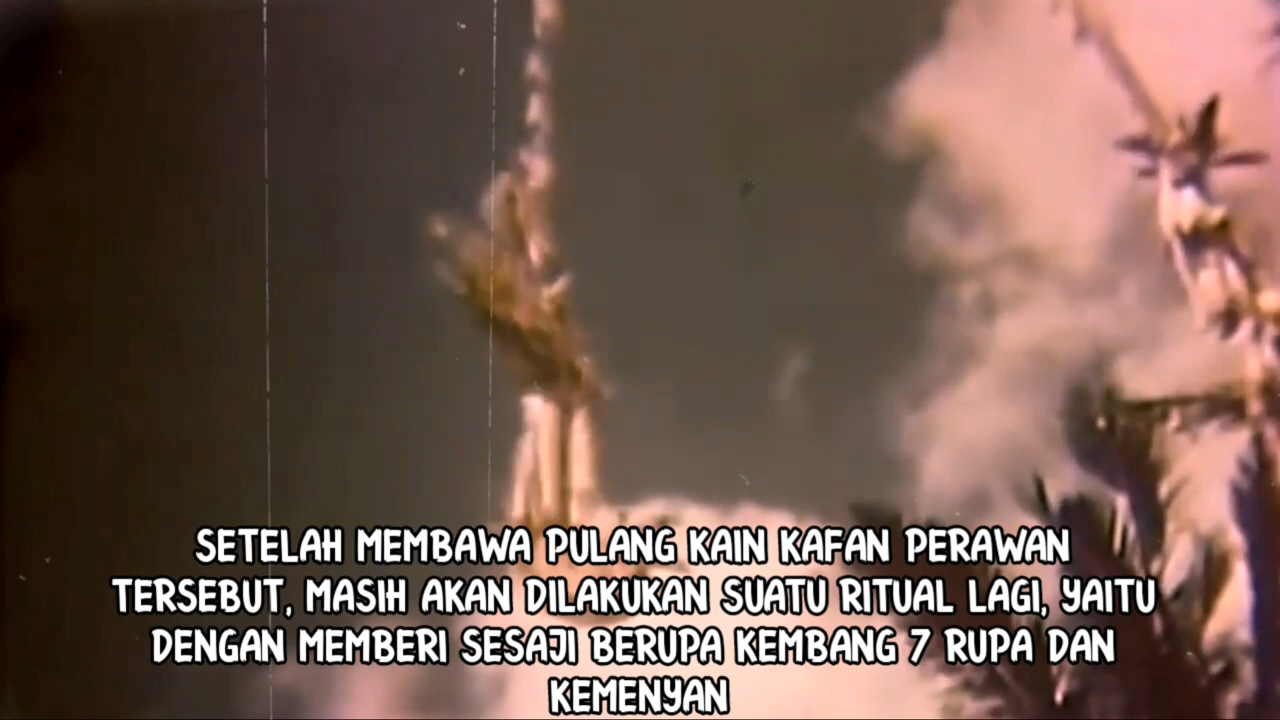 SETELAH MEMBAWA PULANG KAIN KAFAN PERAWAN
TERSEBUT, MASIH AKAN DILAKUKAN SUATU RITUAL LAGI, YAITU
DENGAN MEMBERI SESAJI BERUPA KEMBANG 7 RUPA DAN
KEMENYAN